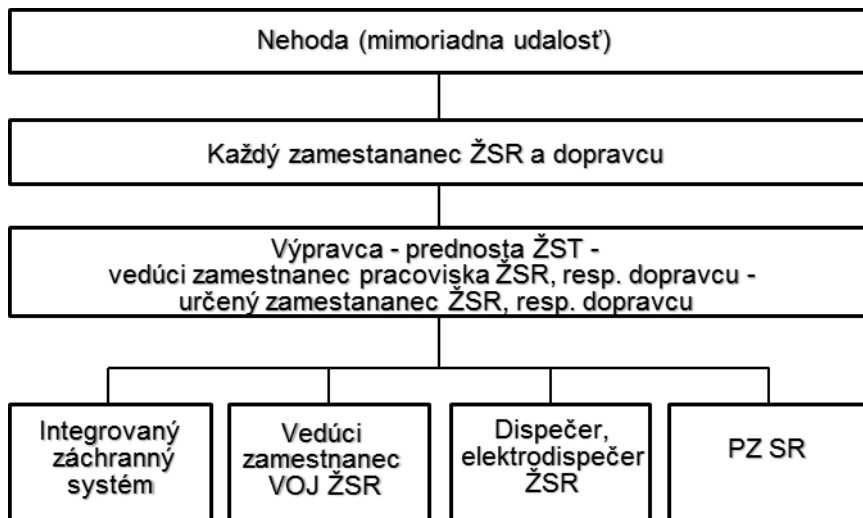 Nehoda (mimoriadna udalosť)
Každý zamestananec ŽSR a dopravcu
Výpravca - prednosta ŽST -
vedúci zamestnanec pracoviska ŽSR, resp. dopravcu -
určený zamestananec ŽSR, resp. dopravcu
Integrovaný
záchranný
systém
Vedúci
zamestnanec
VOJ ŽSR
Dispečer,
elektrodispečer
ŽSR
PZ SR